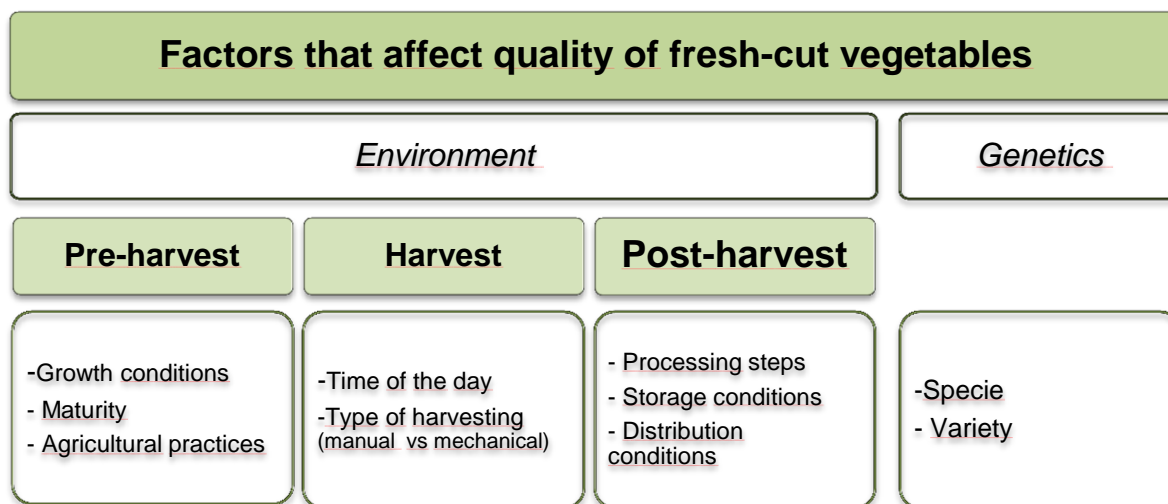 Factors that affect quality of fresh-cut vegetables
Environment
Genetics
Pre-harvest
Harvest
Post-harvest
-Growth conditions
- Maturity
- Agricultural practices
-Time of the day
-Type of harvesting
(manual vs mechanical)
- Processing steps
- Storage conditions
- Distribution
conditions
-Specie
- Variety